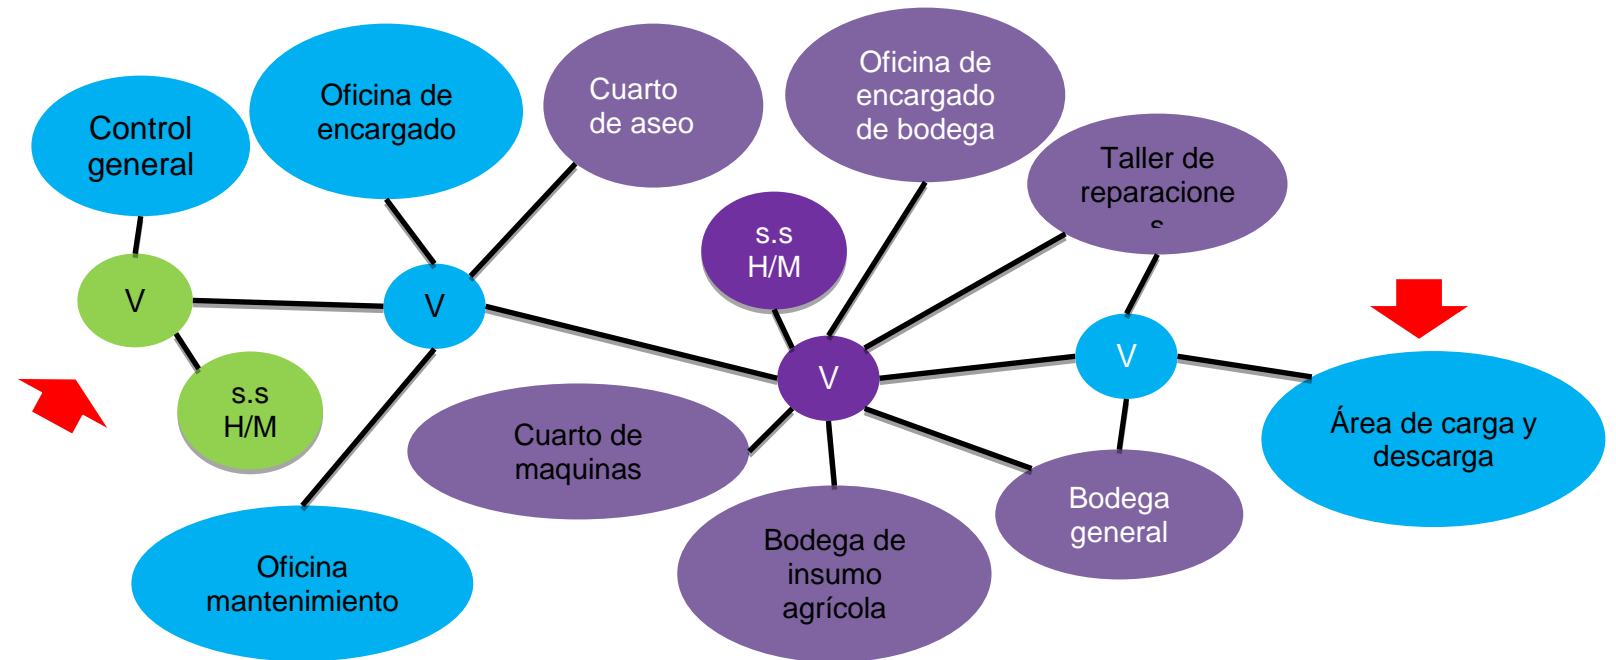 Control
general
Oficina de
encargado
Cuarto
de aseo
Oficina de
encargado
de bodega
Taller de
reparacione
s
s.s
H/M
V
V
V
V
s.s
H/M
Cuarto de
maquinas
Área de carga y
descarga
Bodega
general
Bodega de
insumo
agrícola
Oficina
mantenimiento